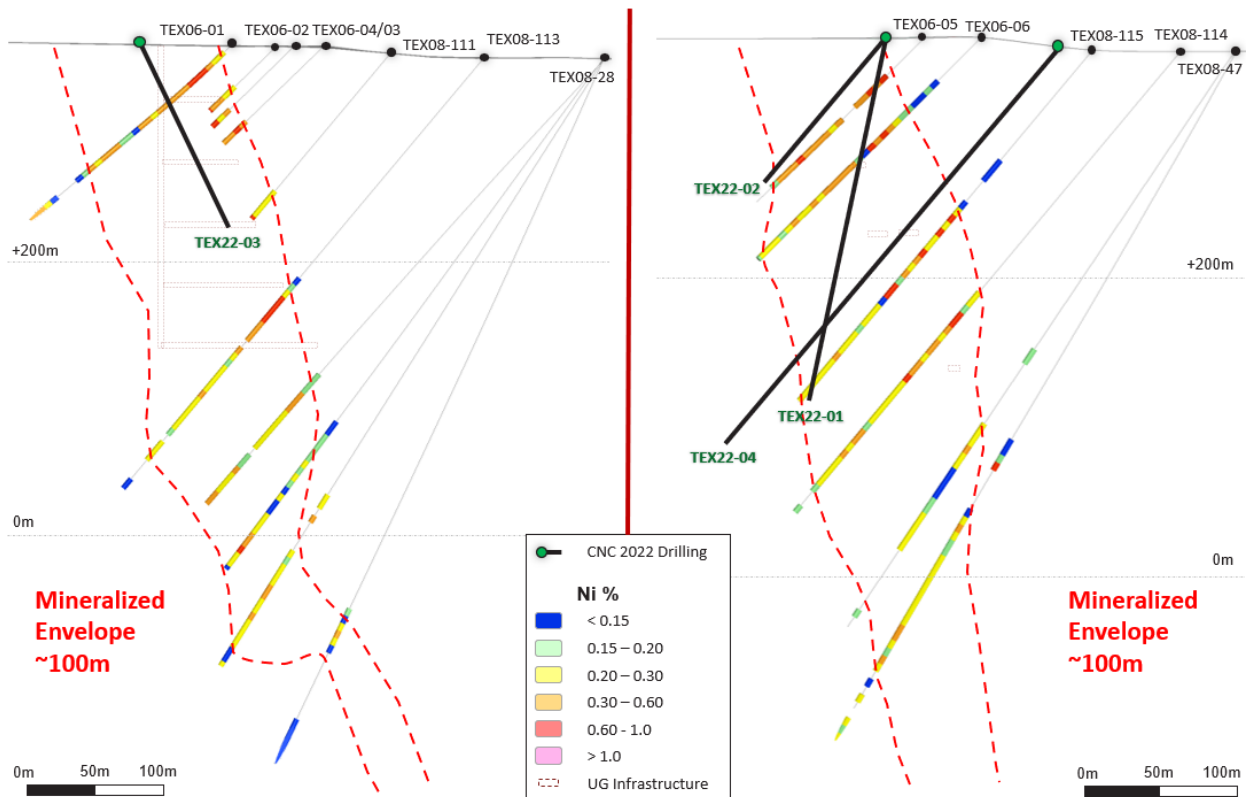 TEX06-01
TEX06-02
TEX06-04/03
TEX08-111
TEX08-113
TEX08-28
TEX22-03
+200m
0m
Mineralized
Envelope
~100m
0m 50m 100m
TEX06-05
TEX06-06
TEX08-115
TEX08-114
TEX08-47
TEX22-02
+200m
TEX22-01
TEX22-04
0m
Mineralized
Envelope
~100m
0m 50m 100m
CNC 2022 Drilling
Ni %
< 0.15
0.15 – 0.20
0.20 – 0.30
0.30 – 0.60
0.60 - 1.0
> 1.0
UG Infrastructure